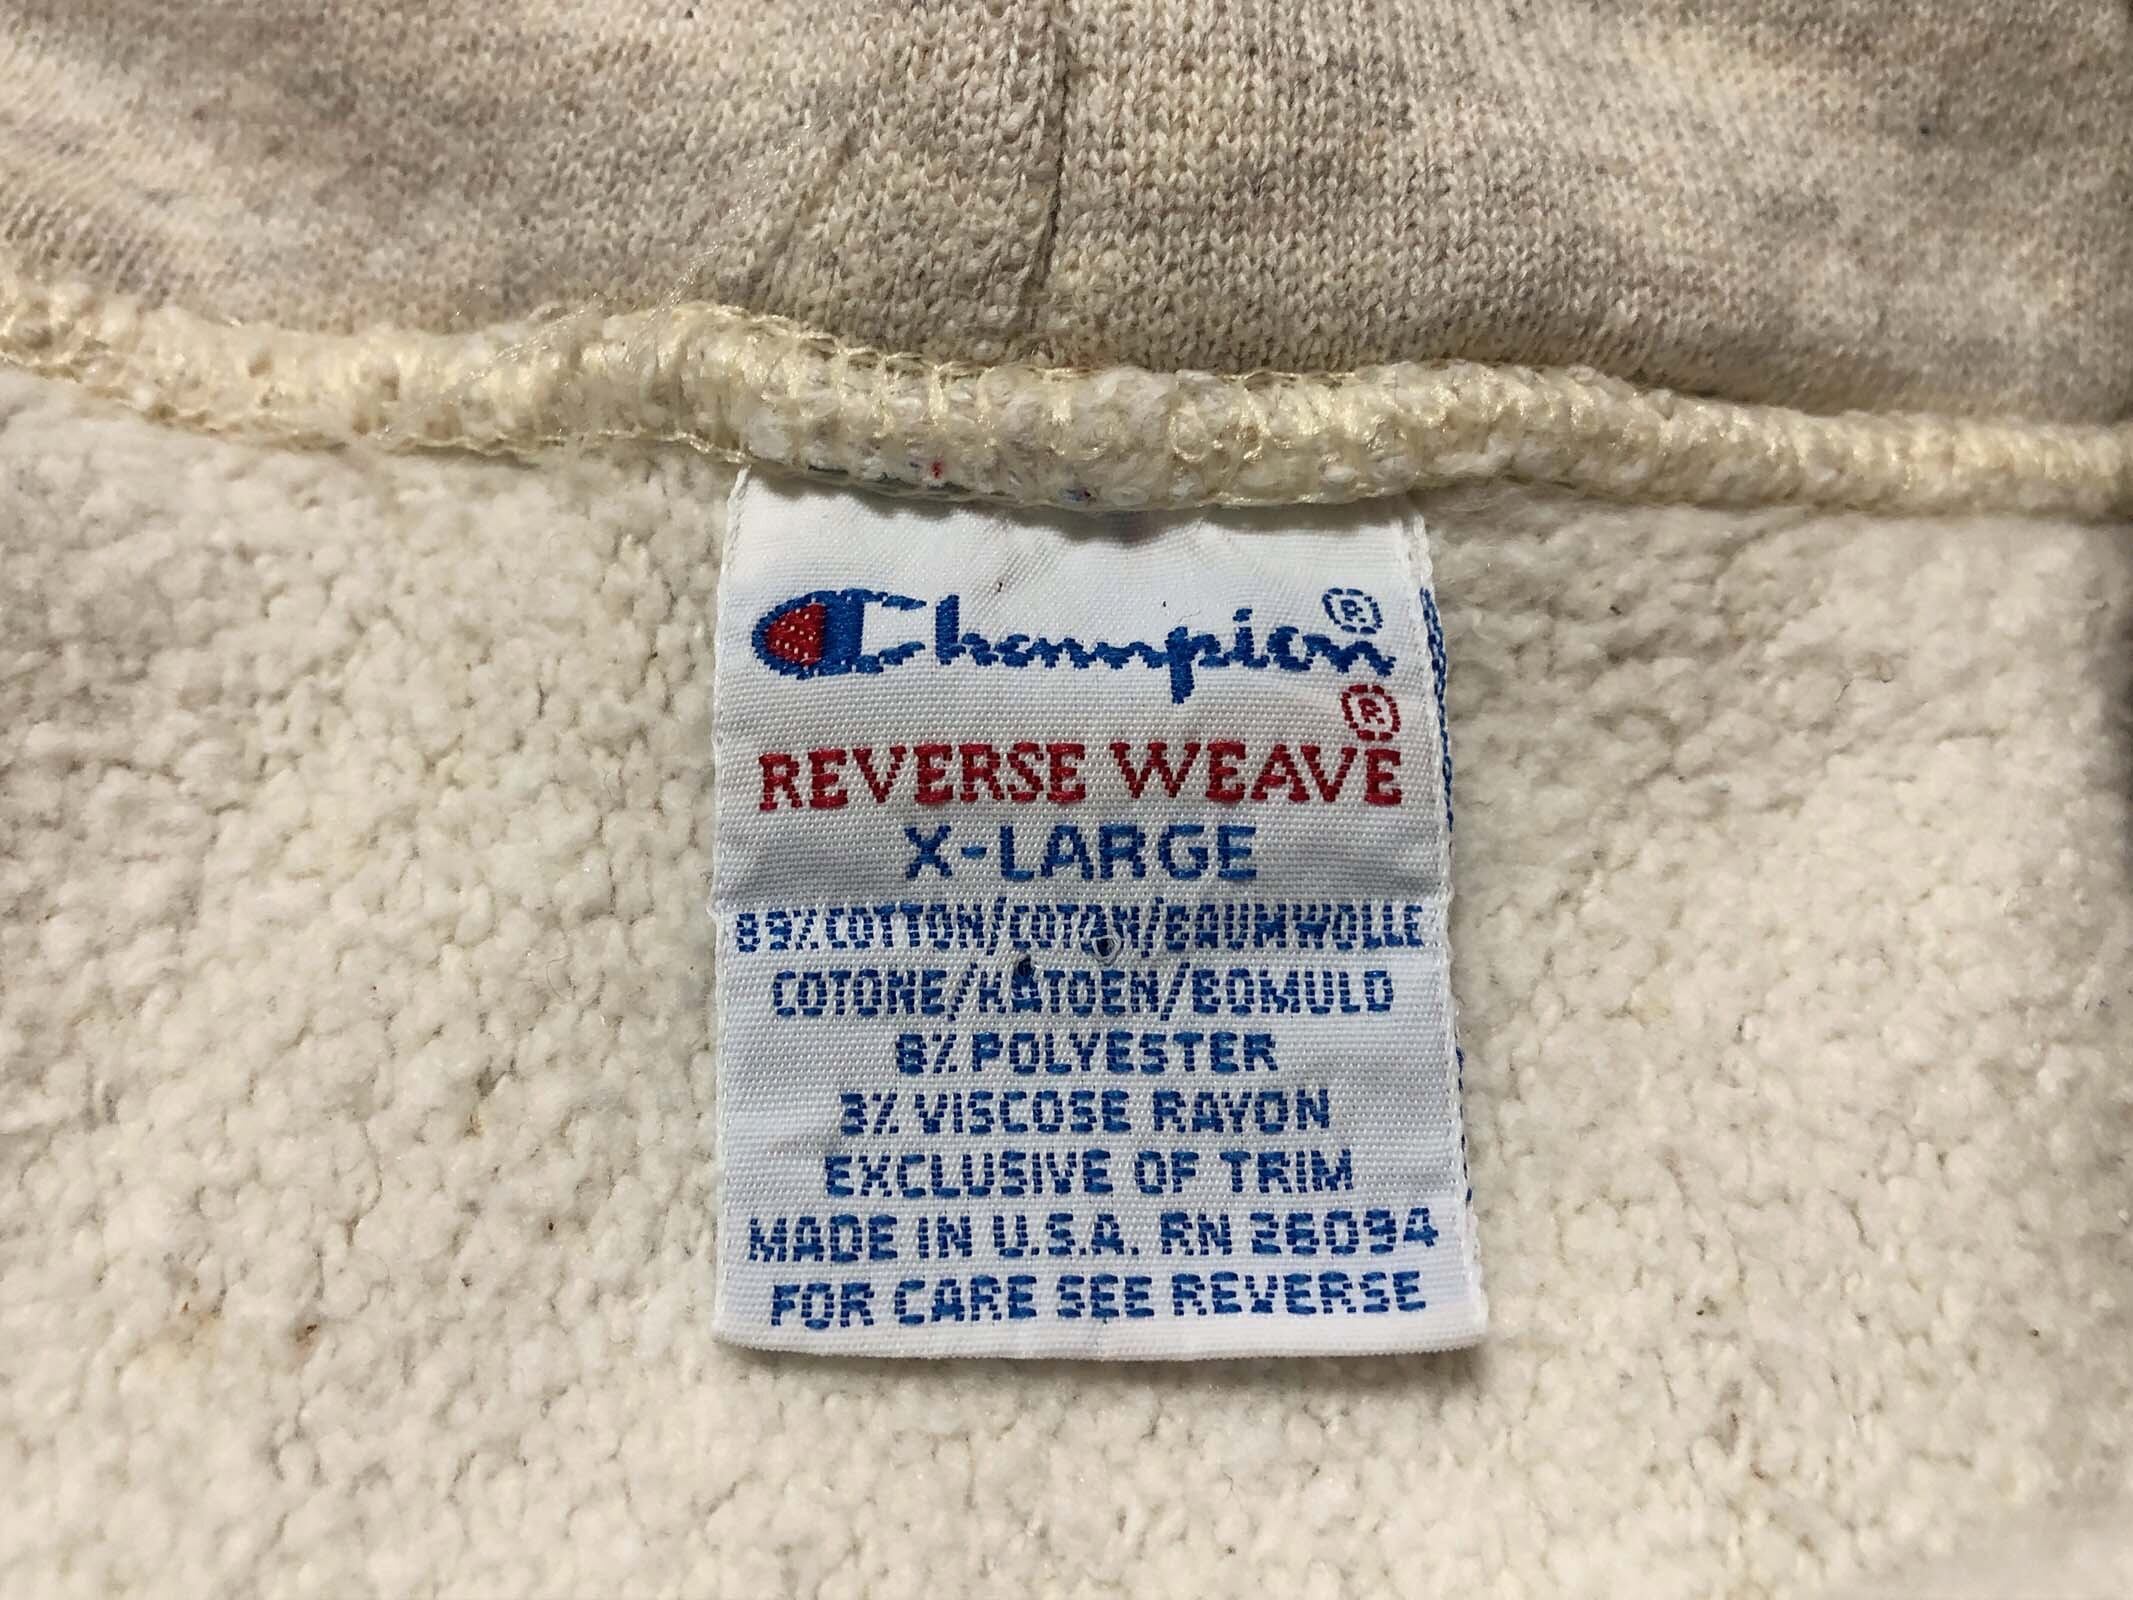 Champion®
REVERSE WEAVE®
X-LARGE
89% COTTON/COTON/BAUMWOLLE
COTONE/KATOEN/BOMULD
8% POLYESTER
3% VISCOSE RAYON
EXCLUSIVE OF TRIM
MADE IN U.S.A. RN 26094
FOR CARE SEE REVERSE